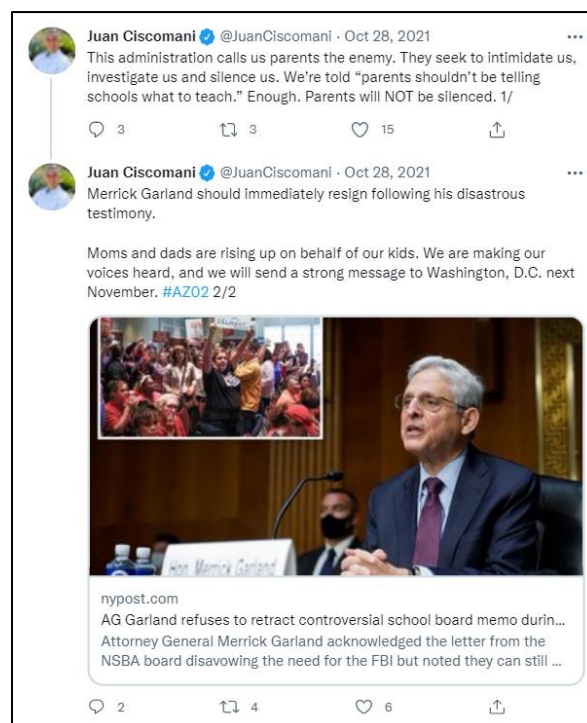 Juan Ciscomani @JuanCiscomani · Oct 28, 2021
This administration calls us parents the enemy. They seek to intimidate us,
investigate us and silence us. We're told “parents shouldn't be telling
schools what to teach.” Enough. Parents will NOT be silenced. 1/
3 3 15
Juan Ciscomani @JuanCiscomani · Oct 28, 2021
Merrick Garland should immediately resign following his disastrous
testimony.
Moms and dads are rising up on behalf of our kids. We are making our
voices heard, and we will send a strong message to Washington, D.C. next
November. #AZ02 2/2
Hon. Merrick Garland
nypost.com
AG Garland refuses to retract controversial school board memo durin...
Attorney General Merrick Garland acknowledged the letter from the
NSBA board disavowing the need for the FBI but noted they can still ...
2 4 6